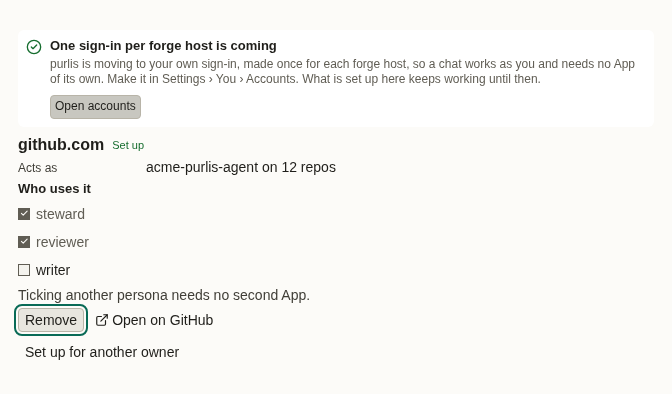 One sign-in per forge host is coming
purlis is moving to your own sign-in, made once for each forge host, so a chat works as you and needs no App
of its own. Make it in Settings › You › Accounts. What is set up here keeps working until then.
Open accounts
github.com Set up
Acts as acme-purlis-agent on 12 repos
Who uses it
steward
reviewer
writer
Ticking another persona needs no second App.
Remove Open on GitHub
Set up for another owner